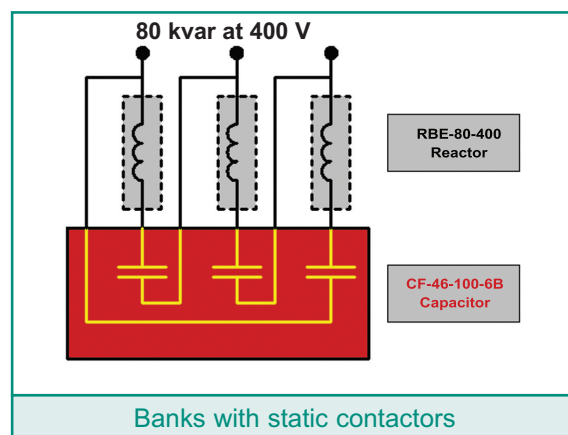 80 kvar at 400 V
RBE-80-400
Reactor
CF-46-100-6B
Capacitor
Banks with static contactors